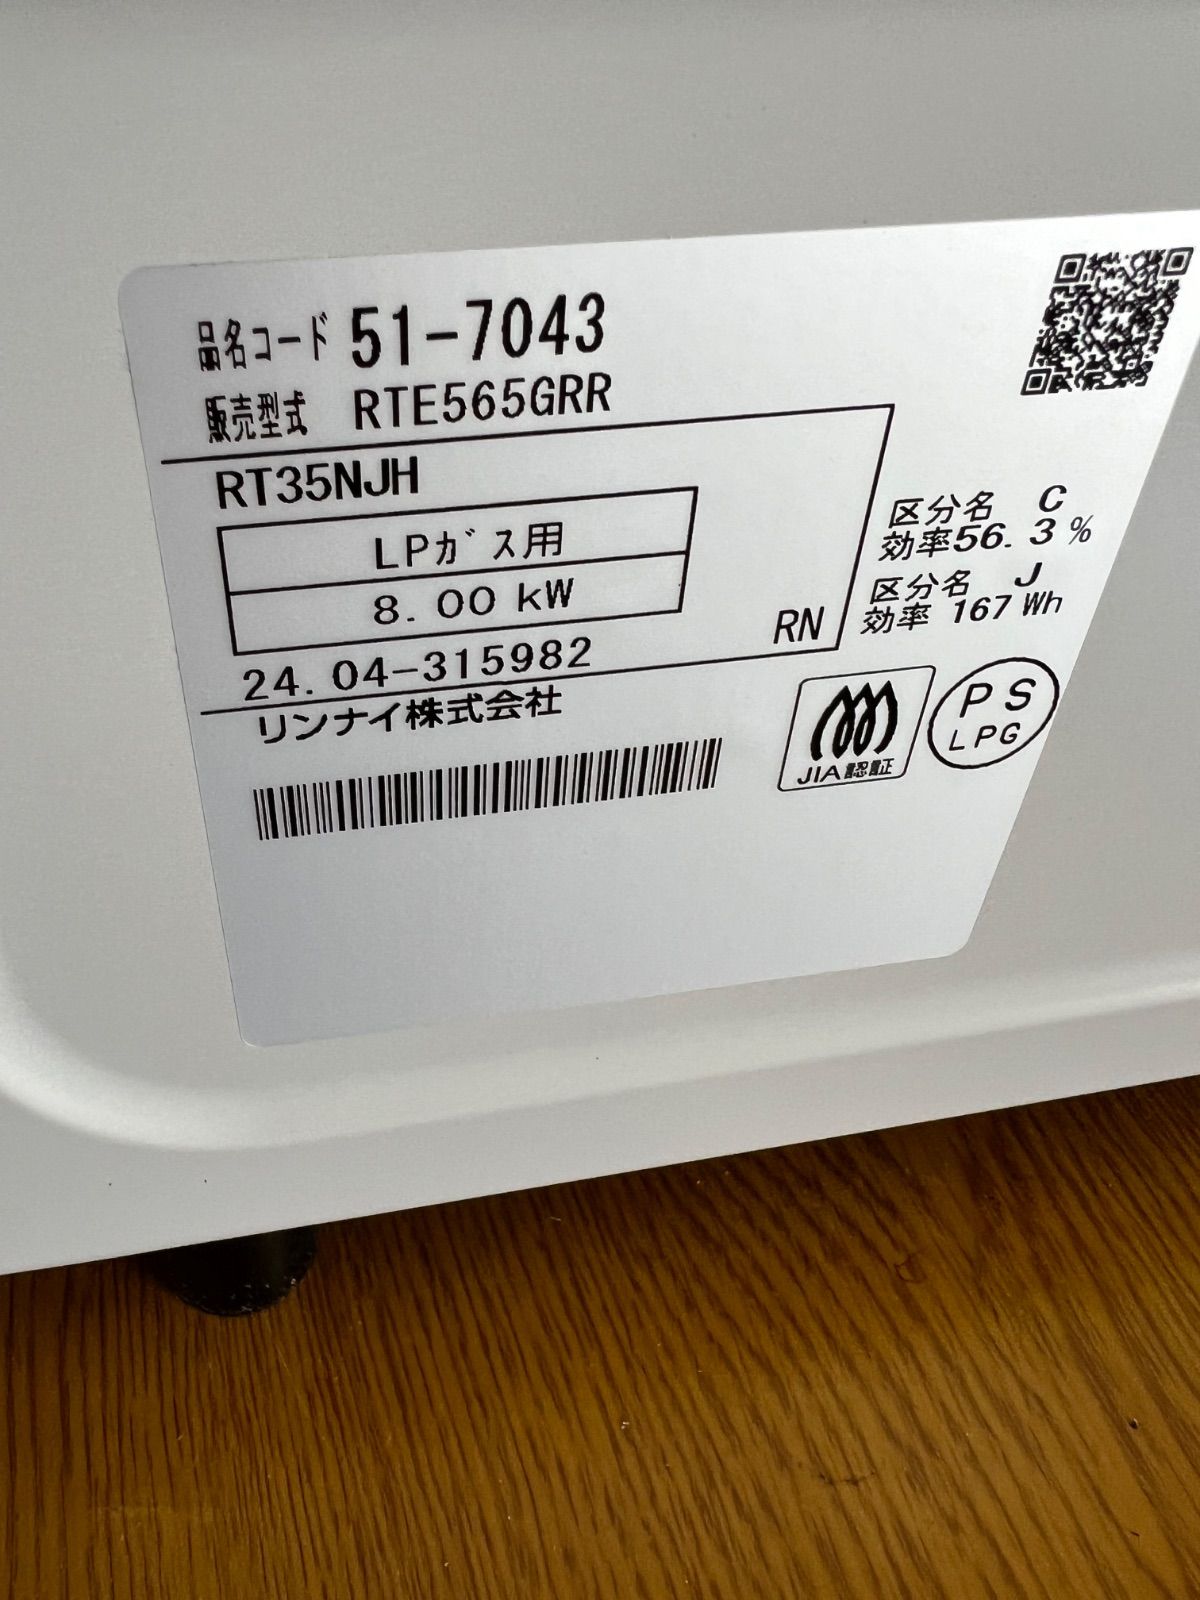 品名コード 51-7043
販売型式 RTE565GRR
RT35NJH
LPガス用
8.00 kW
RN
24.04-315982
リンナイ株式会社
区分名 C
効率56.3%
区分名 J
効率 167 Wh
JIA認証
PS
LPG